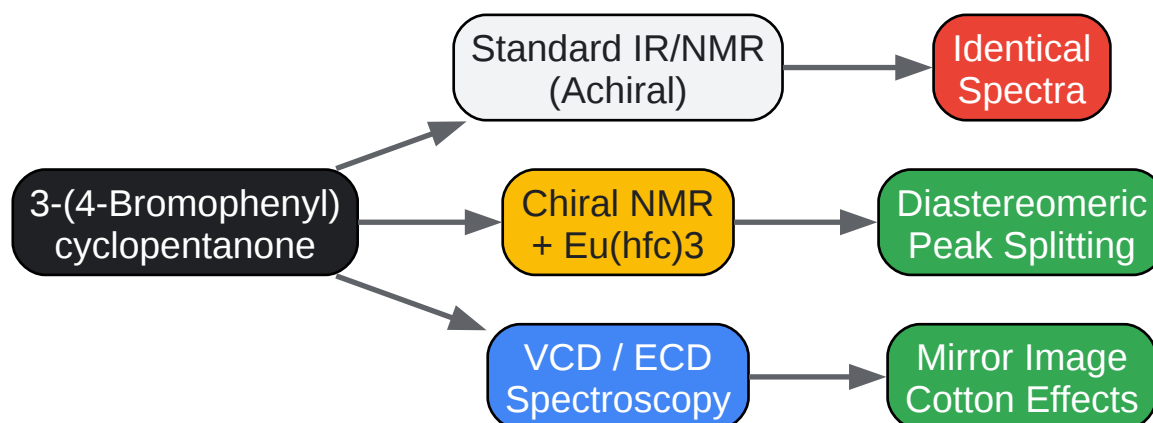 Standard IR/NMR
(Achiral)
Identical
Spectra
3-(4-Bromophenyl)
cyclopentanone
Chiral NMR
+ Eu(hfc)3
Diastereomeric
Peak Splitting
VCD / ECD
Spectroscopy
Mirror Image
Cotton Effects